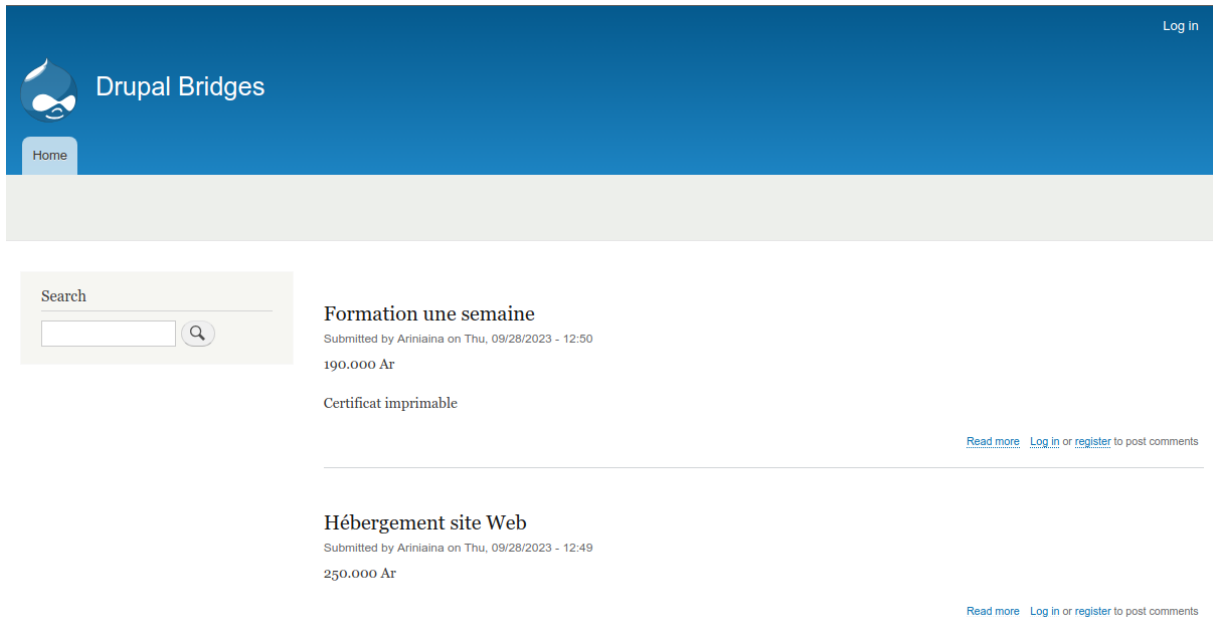 Log in
Drupal Bridges
Home
Search
Formation une semaine
Submitted by Ariniaina on Thu, 09/28/2023 - 12:50
190.000 Ar
Certificat imprimable
Read more Log in or register to post comments
Hébergement site Web
Submitted by Ariniaina on Thu, 09/28/2023 - 12:49
250.000 Ar
Read more Log in or register to post comments